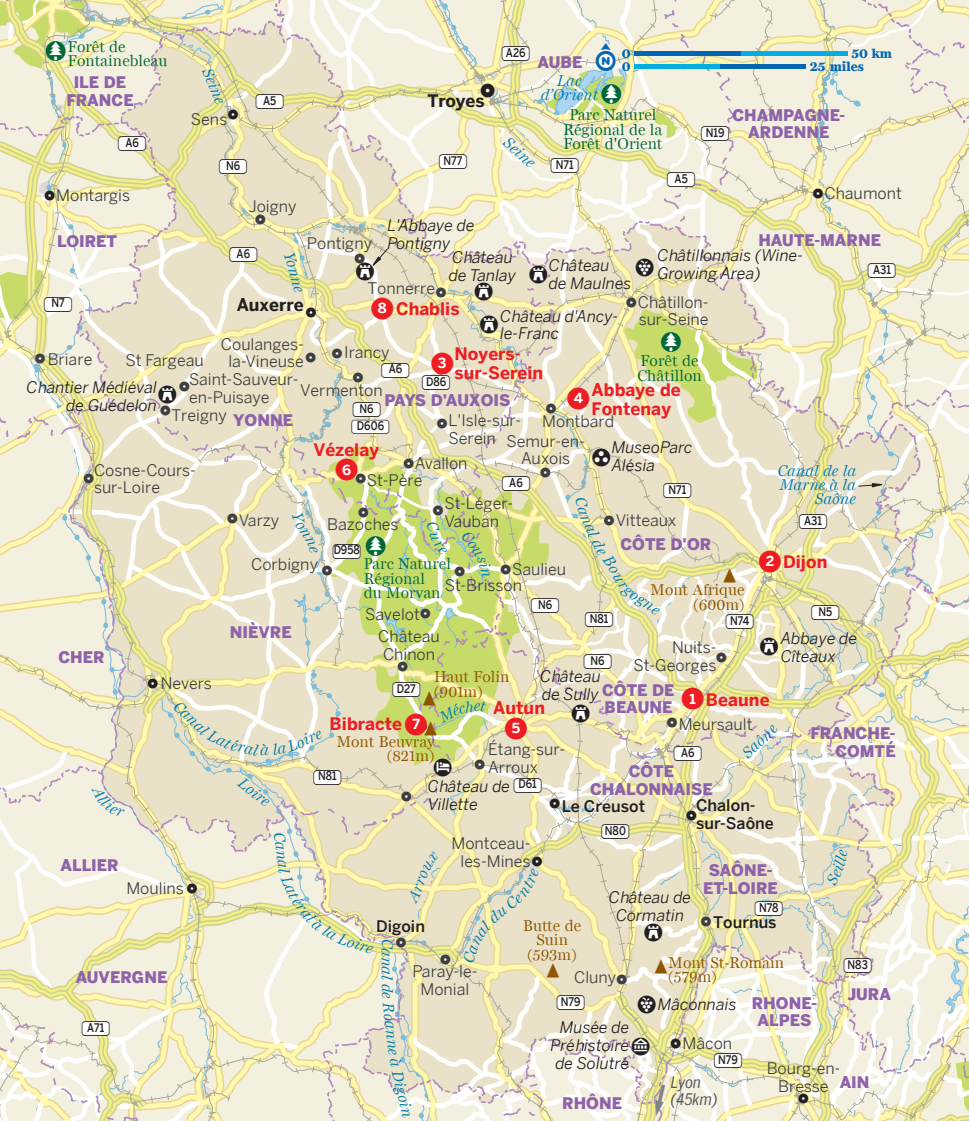 Forêt de
Fontainebleau
ILE DE
FRANCE
Seine
A5
Sens
A6
N6
Montargis
LOIRET
Joigny
A26
AUBE
N
0
50 km
0
25 miles
Troyes
Lac
d'Orient
Parc Naturel
Régional de la
Forêt d'Orient
N19
CHAMPAGNE-
ARDENNE
N77
Seine
N71
A5
Chaumont
HAUTE-MARNE
A31
L'Abbaye de
Pontigny
Pontigny
A6
Yonne
N7
Château
de Tanlay
Château
de Maulnes
Châtillonnais (Wine-
Growing Area)
Tonnerre
Auxerre
8 Chablis
Château d'Ancy-
le-Franc
Châtillon-
sur-Seine
Forêt de
Châtillon
Briare
St Fargeau
Coulanges-
la-Vineuse
Irancy
3 Noyers-
sur-Serein
A6
D86
Chantier Médiéval
de Guédelon
Saint-Sauveur-
en-Puisaye
Treigny
Vermenton
PAYS D'AUXOIS
4 Abbaye de
Fontenay
Montbard
YONNE
N6
D606
L'Isle-sur-
Serein
Semur-en-
Auxois
MuseoParc
Alésia
Vézelay
6
Avallon
St-Père
A6
N71
Canal de la
Marne à la
Saône
A31
Cosne-Cours-
sur-Loire
Varzy
Yonne
Bazoches
St-Léger-
Vauban
Vitteaux
Canal de Bourgogne
CÔTE D'OR
D958
Cure
Cousin
Corbigny
Parc Naturel
Régional
du Morvan
St-Brisson
Saulieu
2 Dijon
Mont Afrique
(600m)
N6
N81
N74
N5
Savelot
NIÈVRE
Château
Chinon
Nuits-
St-Georges
Abbaye de
Cîteaux
CHER
Nevers
D27
Haut Folin
(901m)
Château
de Sully
N6
CÔTE DE
BEAUNE
1 Beaune
Méchet
Autun
5
Bibracte 7
Mont Beuvray
(821m)
Meursault
FRANCHE-
COMTÉ
Canal Latéral à la Loire
Étang-sur-
Arroux
A6
Saône
N81
Château de
Villette
D61
CÔTE
CHALONNAISE
Loire
Allier
Le Creusot
Chalon-
sur-Saône
N80
Montceau-
les-Mines
ALLIER
Moulins
Canal Latéral à la Loire
Arroux
Canal du Centre
SAÔNE-
ET-LOIRE
Seille
Château de
Cormatin
N78
Tournus
Digoin
Butte de
Suin
(593m)
Mont St-Romain
(579m)
AUVERGNE
Paray-le-
Monial
Cluny
N83
JURA
Canal de Roanne à Digoin
N79
Mâconnais
RHONE-
ALPES
A71
Musée de
Préhistoire
de Solutré
Mâcon
N79
Bourg-en-
Bresse
AIN
Lyon
(45km)
RHÔNE